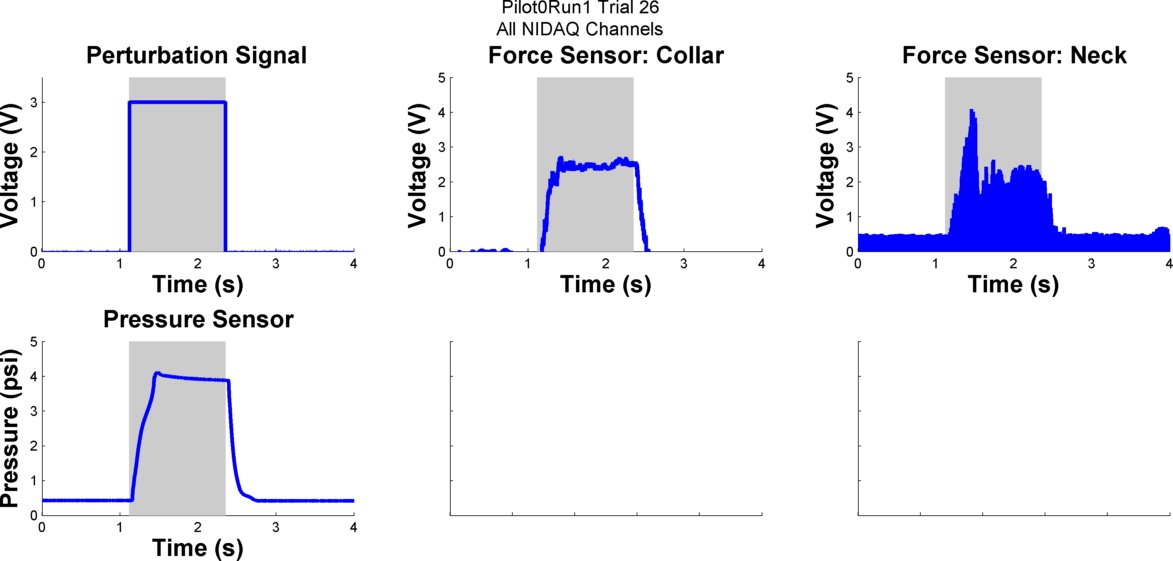 Pilot0Run1 Trial 26
All NIDAQ Channels
Perturbation Signal
Force Sensor: Collar
Force Sensor: Neck
Voltage (V)
3
2
1
0
0 1 2 3 4
Time (s)
Voltage (V)
5
4
3
2
1
0
0 1 2 3 4
Time (s)
Voltage (V)
5
4
3
2
1
0
0 1 2 3 4
Time (s)
Pressure Sensor
Pressure (psi)
5
4
3
2
1
0
0 1 2 3 4
Time (s)